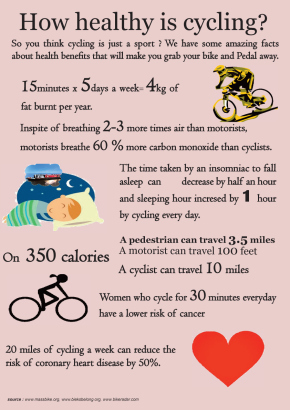 How healthy is cycling?
So you think cycling is just a sport ? We have some amazing facts
about health benefits that will make you grab your bike and Pedal away.
15minutes x 5days a week= 4kg of
fat burnt per year.
Inspite of breathing 2-3 more times air than motorists,
motorists breathe 60 % more carbon monoxide than cyclists.
The time taken by an insomniac to fall
asleep can decrease by half an hour
and sleeping hour incresed by 1 hour
by cycling every day.
On 350 calories
A pedestrian can travel 3.5 miles
A motorist can travel 100 feet
A cyclist can travel 10 miles
Women who cycle for 30 minutes everyday
have a lower risk of cancer
20 miles of cycling a week can reduce the
risk of coronary heart disease by 50%.
source : www.massbike.org, www.bikebelong.org, www.bikerader.com